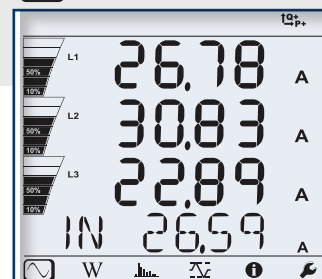 Q+
P+
L1 26.78 A
50%
10%
L2 30.83 A
50%
10%
L3 22.89 A
50%
10%
IN 26.59 A
W